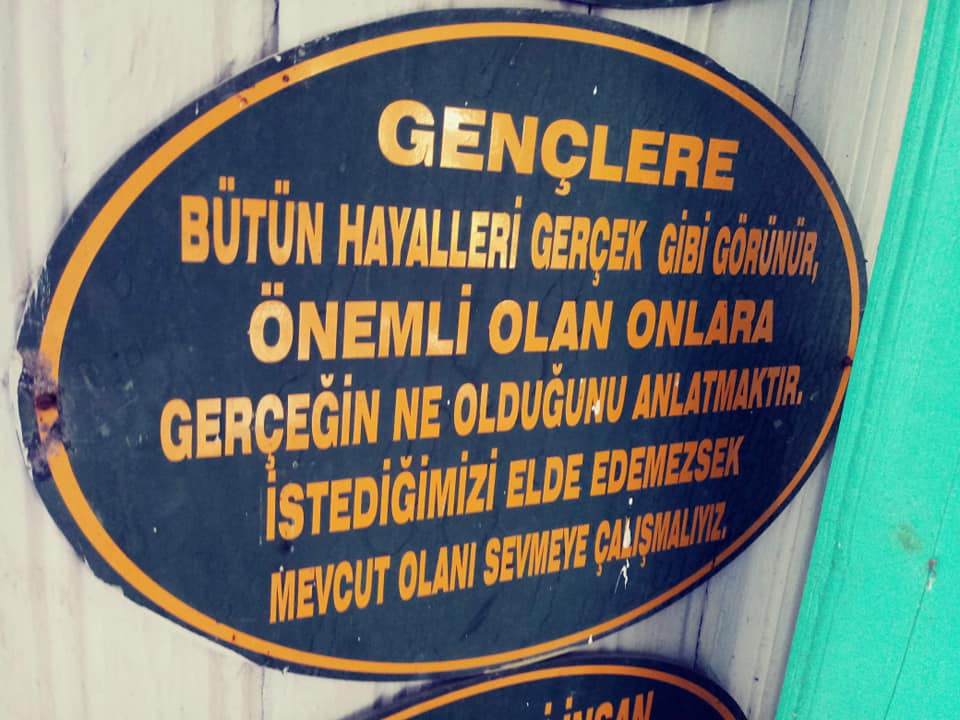 GENÇLERE
BÜTÜN HAYALLERİ GERÇEK GİBİ GÖRÜNÜR,
ÖNEMLİ OLAN ONLARA
GERÇEĞİN NE OLDUĞUNU ANLATMAKTIR.
İSTEDİĞİMİZİ ELDE EDEMEZSEK
MEVCUT OLANI SEVMEYE ÇALIŞMALIYIZ.
İNSAN